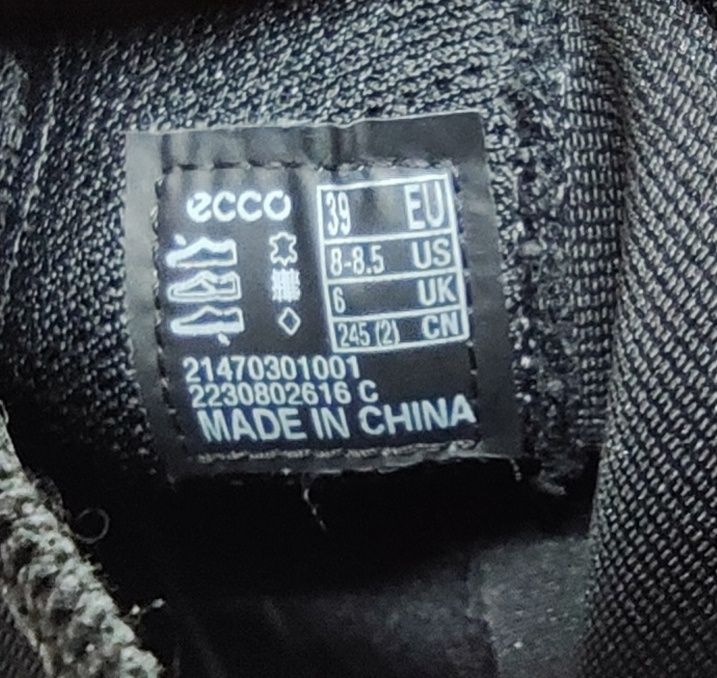 ecco
39 EU
8-8.5 US
6 UK
245 (2) CN
21470301001
2230802616 C
MADE IN CHINA